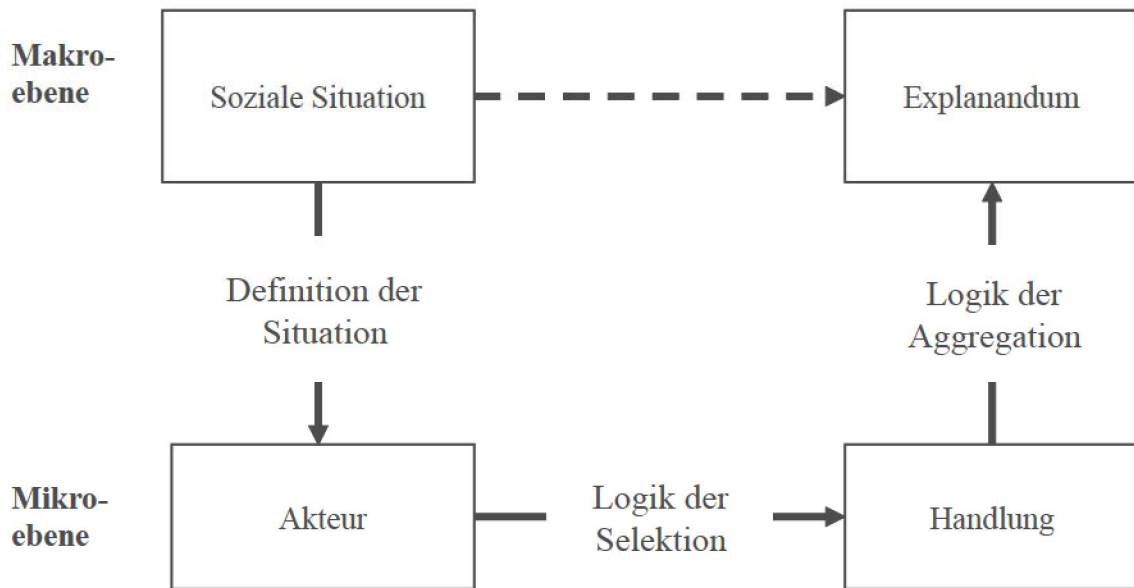 Makro-
ebene
Soziale Situation
Explanandum
Definition der
Situation
Logik der
Aggregation
Mikro-
ebene
Akteur
Logik der
Selektion
Handlung